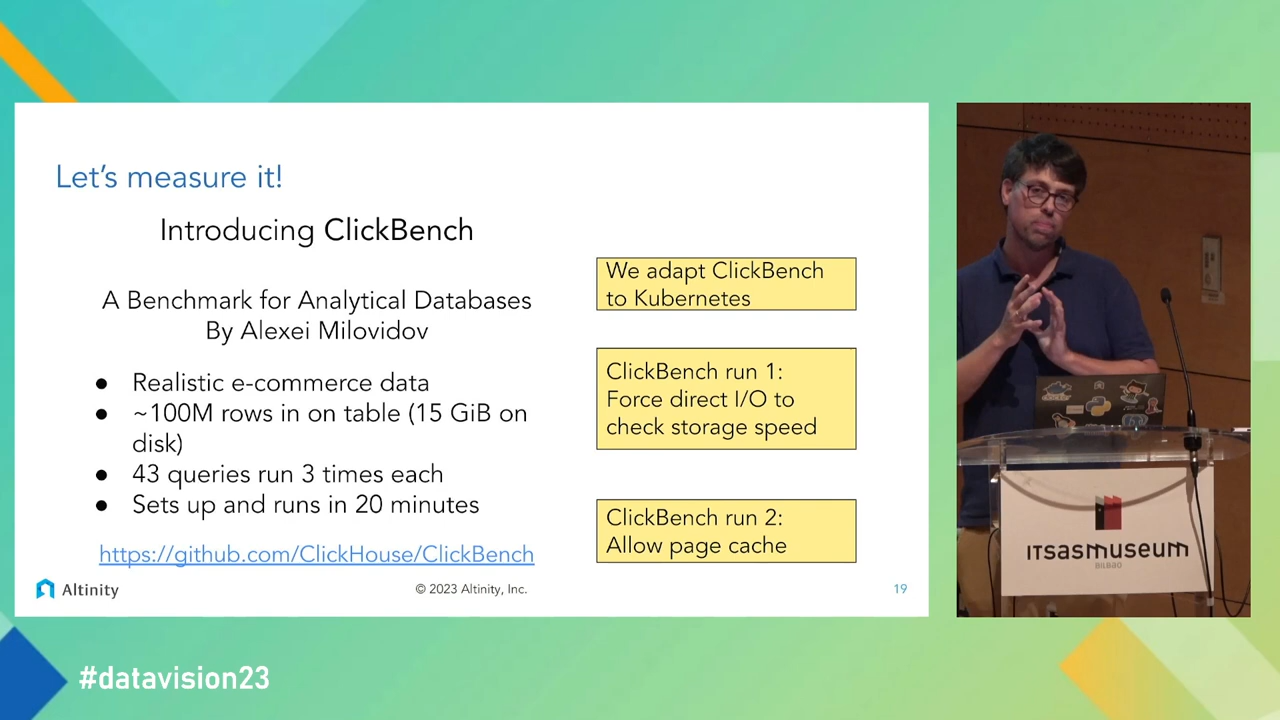 Let's measure it!
Introducing ClickBench
A Benchmark for Analytical Databases
By Alexei Milovidov
● Realistic e-commerce data
● ~100M rows in on table (15 GiB on
disk)
● 43 queries run 3 times each
● Sets up and runs in 20 minutes
https://github.com/ClickHouse/ClickBench
We adapt ClickBench
to Kubernetes
ClickBench run 1:
Force direct I/O to
check storage speed
ClickBench run 2:
Allow page cache
Altinity
© 2023 Altinity, Inc.
19
ITSASMUSEUM
BILBAO
#datavision23